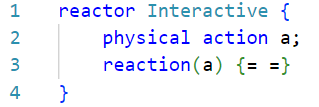 1 reactor Interactive {
2     physical action a;
3     reaction(a) {= =}
4 }